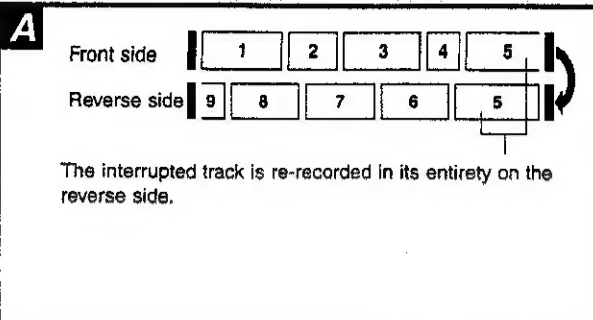 A
Front side 1 2 3 4 5
Reverse side 9 8 7 6 5
The interrupted track is re-recorded in its entirety on the
reverse side.